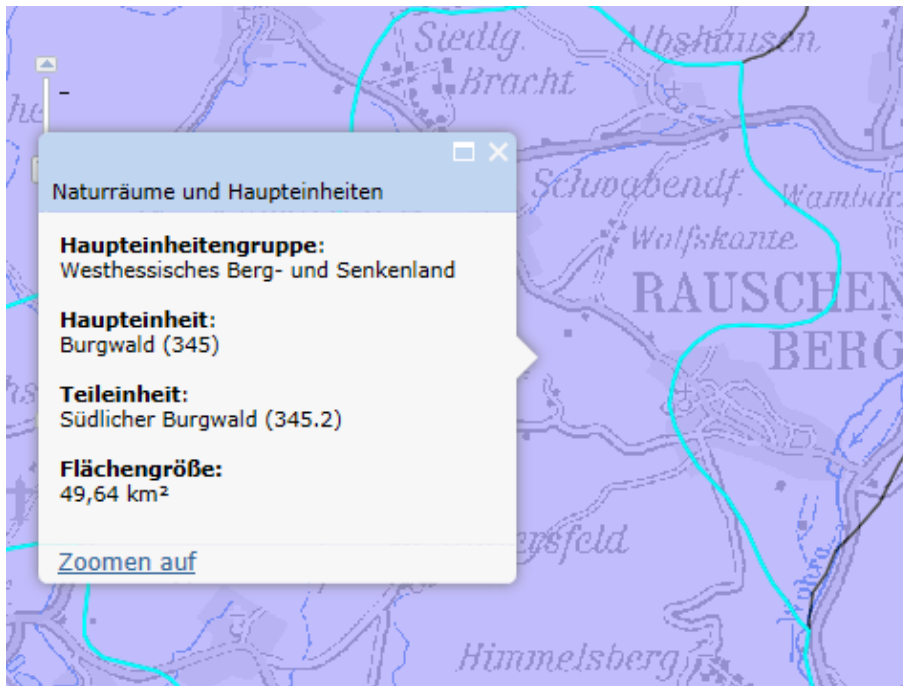 Siedlg.
Bracht
Albshausen
Naturräume und Haupteinheiten
Haupteinheitengruppe:
Westhessisches Berg- und Senkenland
Haupteinheit:
Burgwald (345)
Teileinheit:
Südlicher Burgwald (345.2)
Flächengröße:
49,64 km²
Zoomen auf
Schwabendf.
Wolfskante
RAUSCHEN
BERG
ersfeld
Himmelsberg